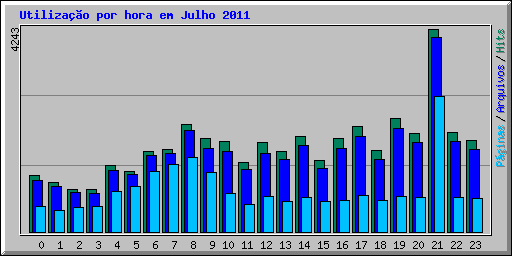 Utilização por hora em Julho 2011
4243
Páginas / Arquivos / Hits
0 1 2 3 4 5 6 7 8 9 10 11 12 13 14 15 16 17 18 19 20 21 22 23